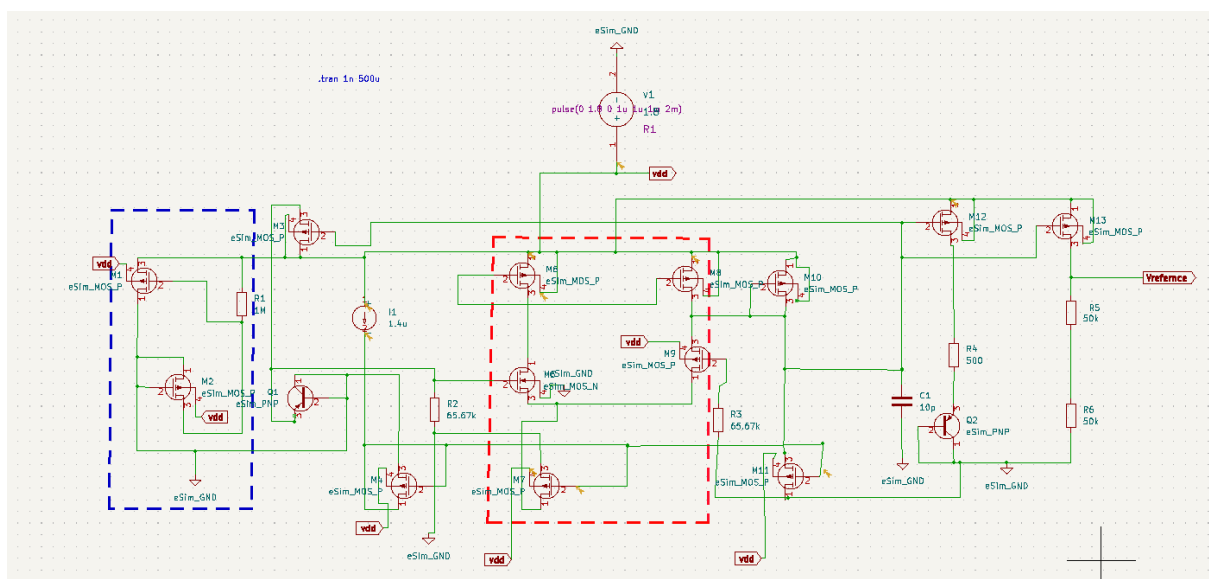 eSim_GND
.tran 1n 500u
2
v1
pulse(0 1.8 0 1u 1u 1m 2m)
R1
1
vdd
vdd
M1
eSim_MOS_P
R1
1M
M2
eSim_MOS_P
vdd
eSim_GND
M3
eSim_MOS_P
I1
1.4u
Q1
eSim_PNP
R2
65.67k
M4
eSim_MOS_P
vdd
eSim_GND
M6
eSim_MOS_P
M8
eSim_MOS_P
vdd
M9
eSim_MOS_P
eSim_GND
eSim_MOS_N
M7
eSim_MOS_P
vdd
M10
eSim_MOS_P
R3
65.67k
M11
eSim_MOS_P
vdd
M12
eSim_MOS_P
M13
eSim_MOS_P
Vrefernce
R5
50k
R4
500
C1
10p
Q2
eSim_PNP
R6
50k
eSim_GND
eSim_GND